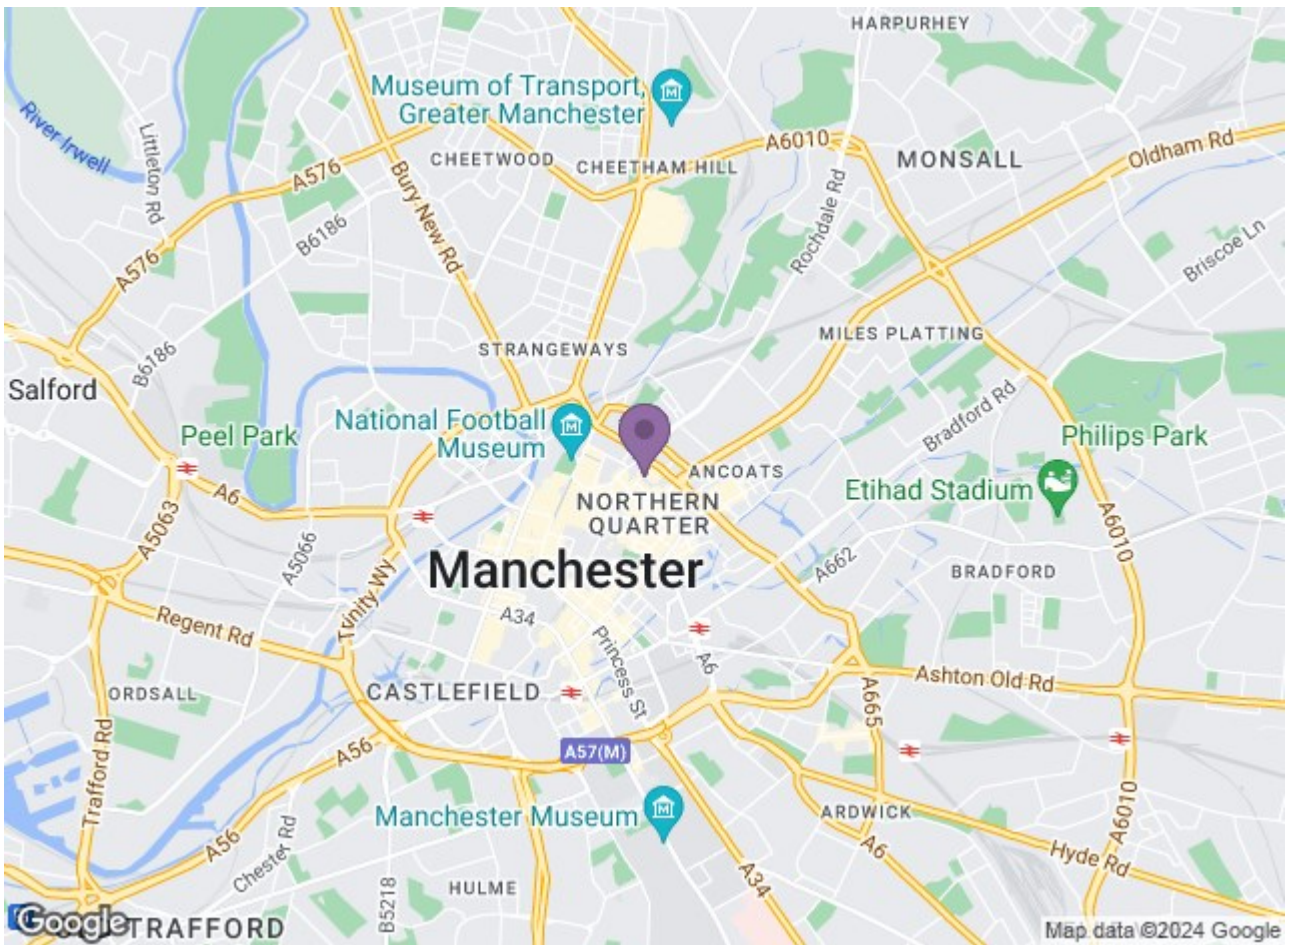 HARPURHEY
Museum of Transport,
Greater Manchester
River Irwell
Littleton Rd
CHEETWOOD
CHEETHAM HILL
A6010
MONSALL
Oldham Rd
A576
Bury New Rd
B6186
Rochdale Rd
Briscoe Ln
A576
B6186
STRANGEWAYS
MILES PLATTING
Salford
National Football
Museum
Peel Park
Bradford Rd
Philips Park
ANCOATS
A6
NORTHERN
QUARTER
Etihad Stadium
A5063
A5066
A6010
Manchester
A662
BRADFORD
Regent Rd
Trinity Wy
A34
Princess St
A6
ORDSALL
CASTLEFIELD
Ashton Old Rd
A665
Trafford Rd
A56
A57(M)
Manchester Museum
ARDWICK
A6010
A56
Chester Rd
A6
Hyde Rd
B5218
HULME
A34
Google
TRAFFORD
Map data ©2024 Google